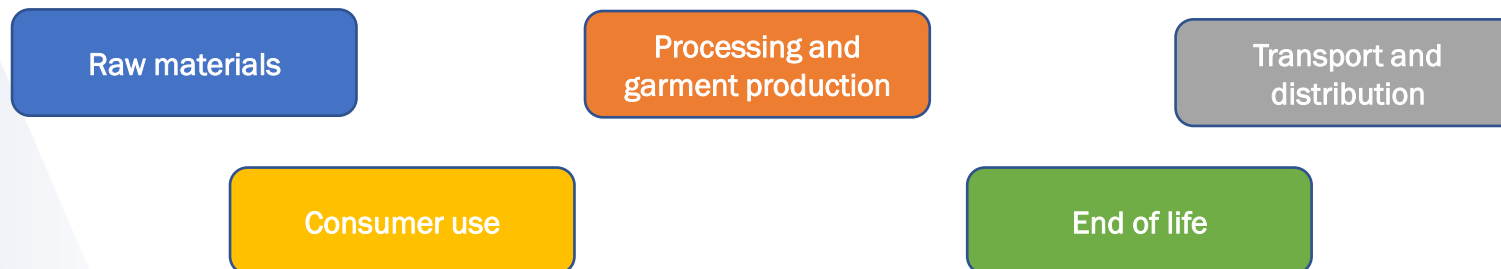 Raw materials
Processing and
garment production
Transport and
distribution
Consumer use
End of life